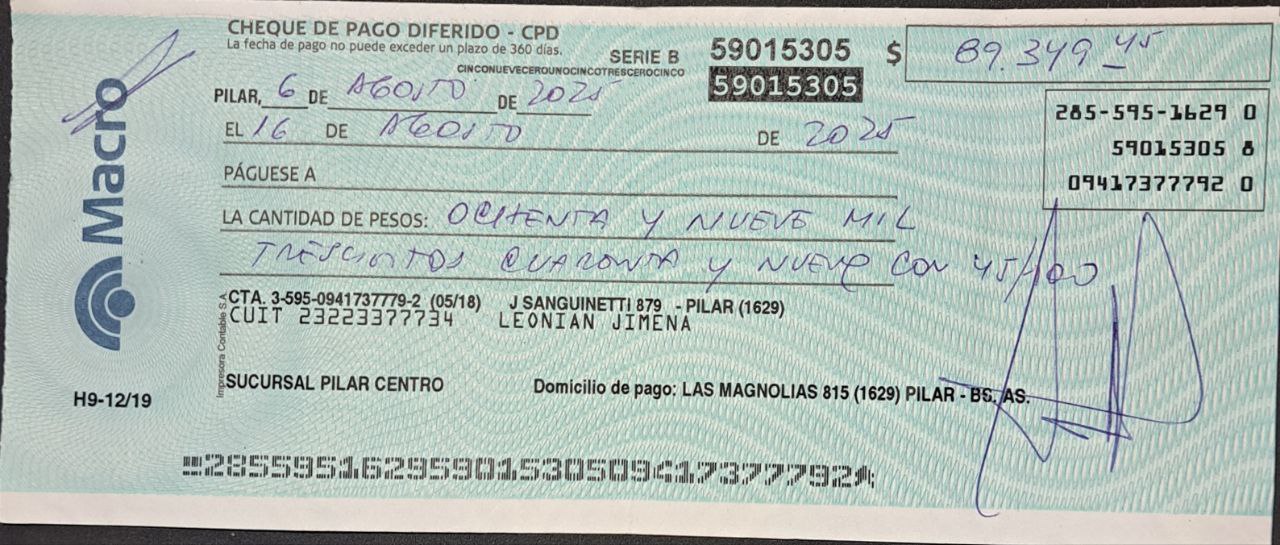 CHEQUE DE PAGO DIFERIDO - CPD
La fecha de pago no puede exceder un plazo de 360 días.
SERIE B 59015305 $ 89.349 45
CINCONUEVECEROUNOCINCOTRESCEROCINCO
59015305
PILAR, 6 DE AGOSTO DE 2025
285-595-1629 0
EL 16 DE AGOSTO DE 2025
59015305 8
PÁGUESE A
09417377792 0
LA CANTIDAD DE PESOS: OCHENTA Y NUEVE MIL
TRESCIENTOS CUARENTA Y NUEVE CON 45/100
Macro
Impresora Contable S.A
CTA. 3-595-0941737779-2 (05/18) J SANGUINETTI 879 - PILAR (1629)
CUIT 23223377734 LEONIAN JIMENA
SUCURSAL PILAR CENTRO Domicilio de pago: LAS MAGNOLIAS 815 (1629) PILAR - BS. AS.
H9-12/19
28559516295901530509417377792